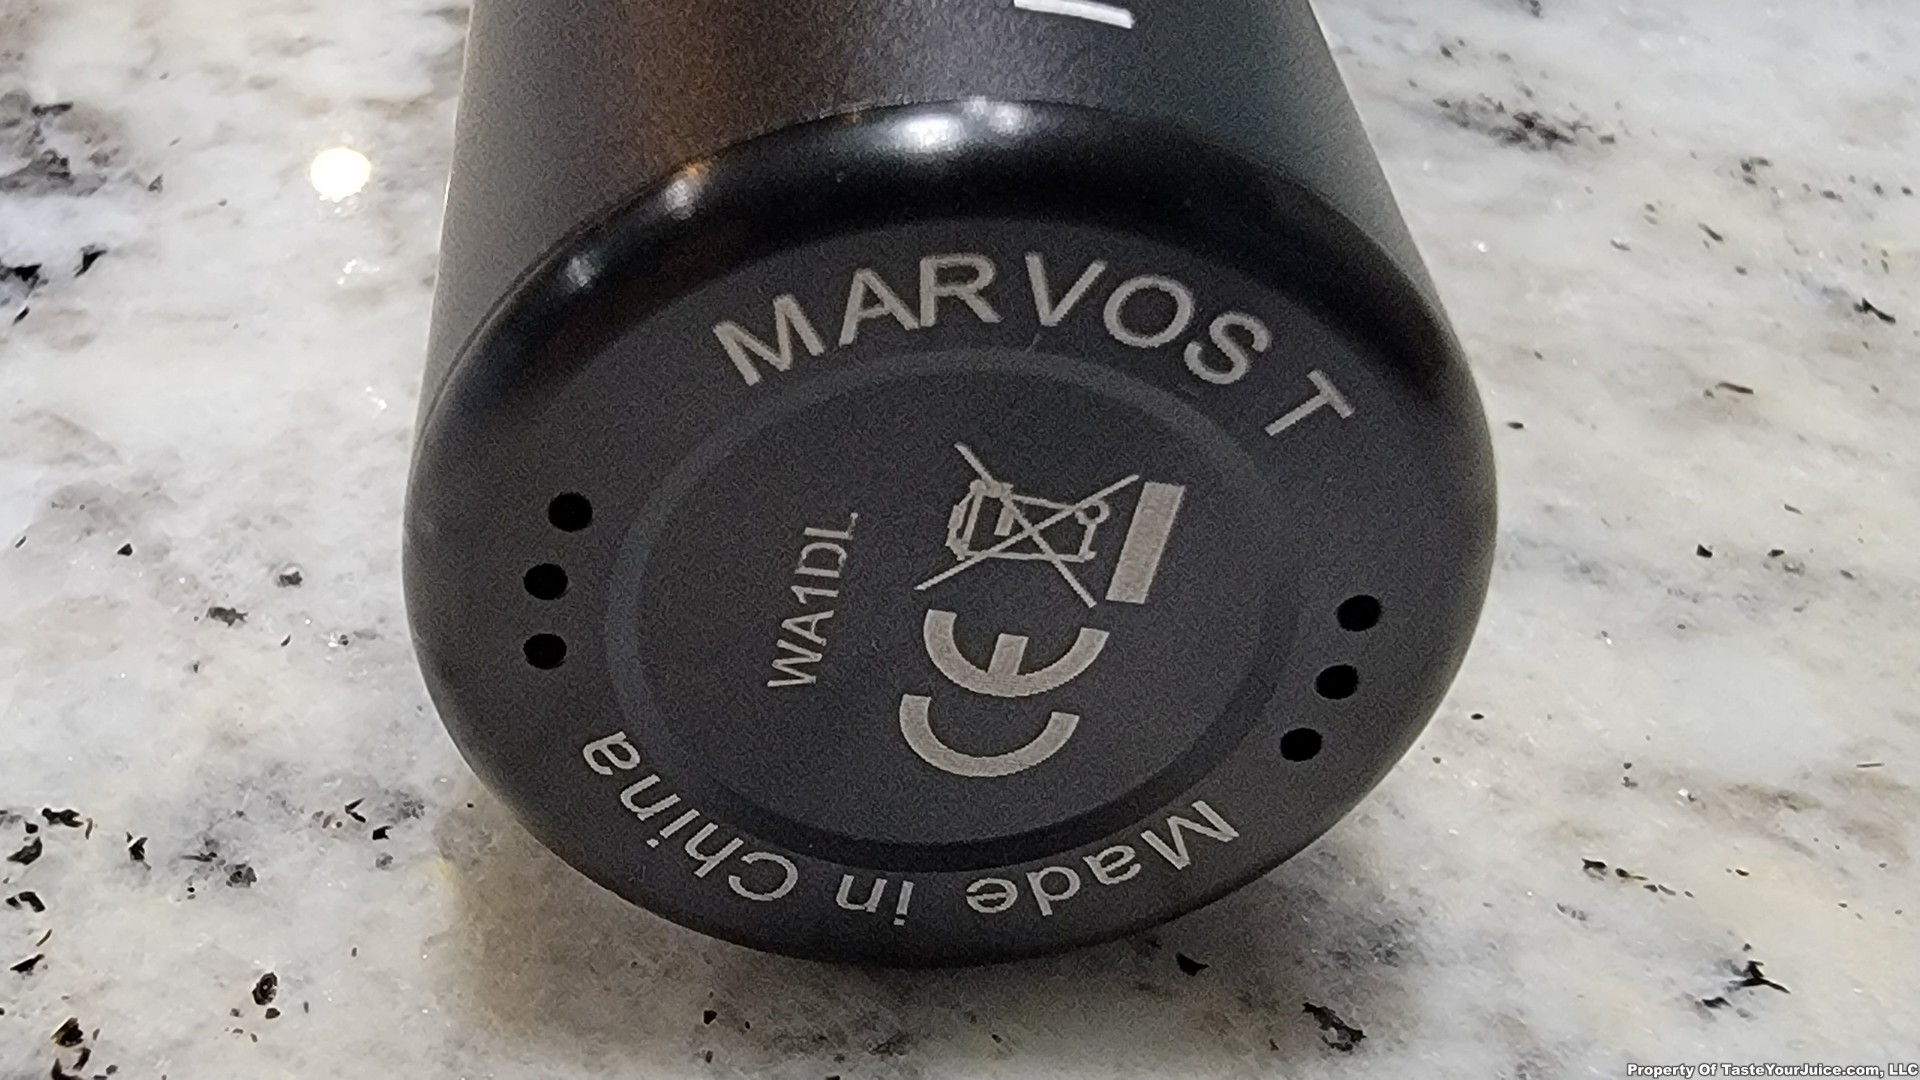 MARVOS T
WA1DL
CE
Made in China
Property Of TasteYourJuice.com, LLC